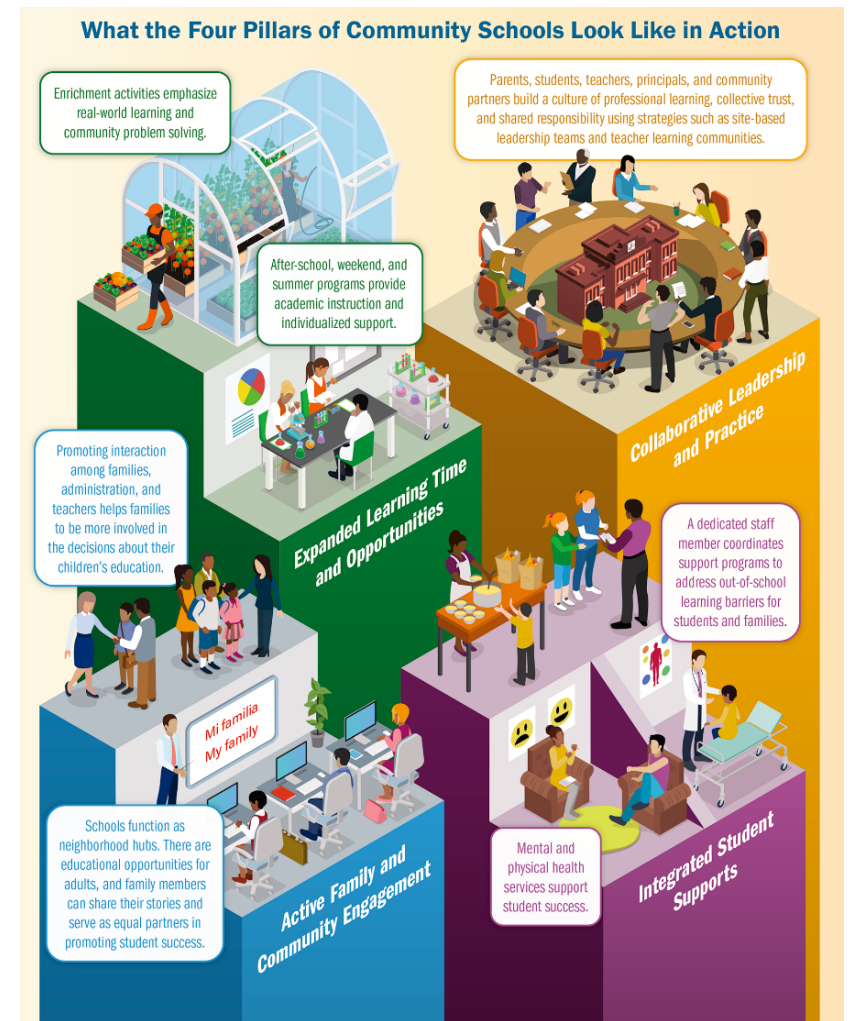 What the Four Pillars of Community Schools Look Like in Action
Enrichment activities emphasize
real-world learning and
community problem solving.
Parents, students, teachers, principals, and community
partners build a culture of professional learning, collective trust,
and shared responsibility using strategies such as site-based
leadership teams and teacher learning communities.
After-school, weekend, and
summer programs provide
academic instruction and
individualized support.
Collaborative Leadership
and Practice
Expanded Learning Time
and Opportunities
Promoting interaction
among families,
administration, and
teachers helps families
to be more involved in
the decisions about their
children's education.
A dedicated staff
member coordinates
support programs to
address out-of-school
learning barriers for
students and families.
Mi familia
My family
Schools function as
neighborhood hubs. There are
educational opportunities for
adults, and family members
can share their stories and
serve as equal partners in
promoting student success.
Active Family and
Community Engagement
Mental and
physical health
services support
student success.
Integrated Student
Supports